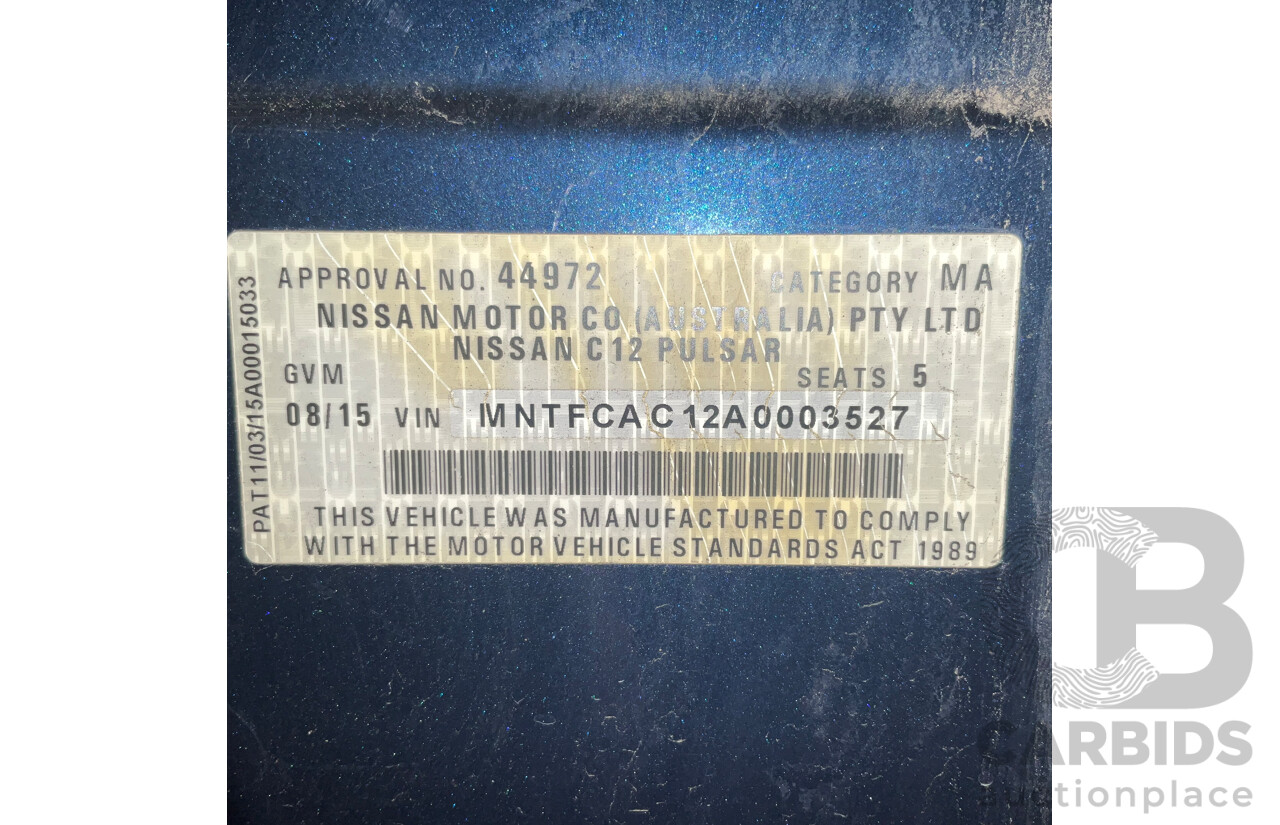 APPROVAL NO. 44972 CATEGORY MA
NISSAN MOTOR CO (AUSTRALIA) PTY LTD
NISSAN C12 PULSAR
GVM SEATS 5
08/15 VIN MNTFCAC12A0003527
THIS VEHICLE WAS MANUFACTURED TO COMPLY
WITH THE MOTOR VEHICLE STANDARDS ACT 1989
PAT11/03/15A00015033
CARBIDS
auctionplace